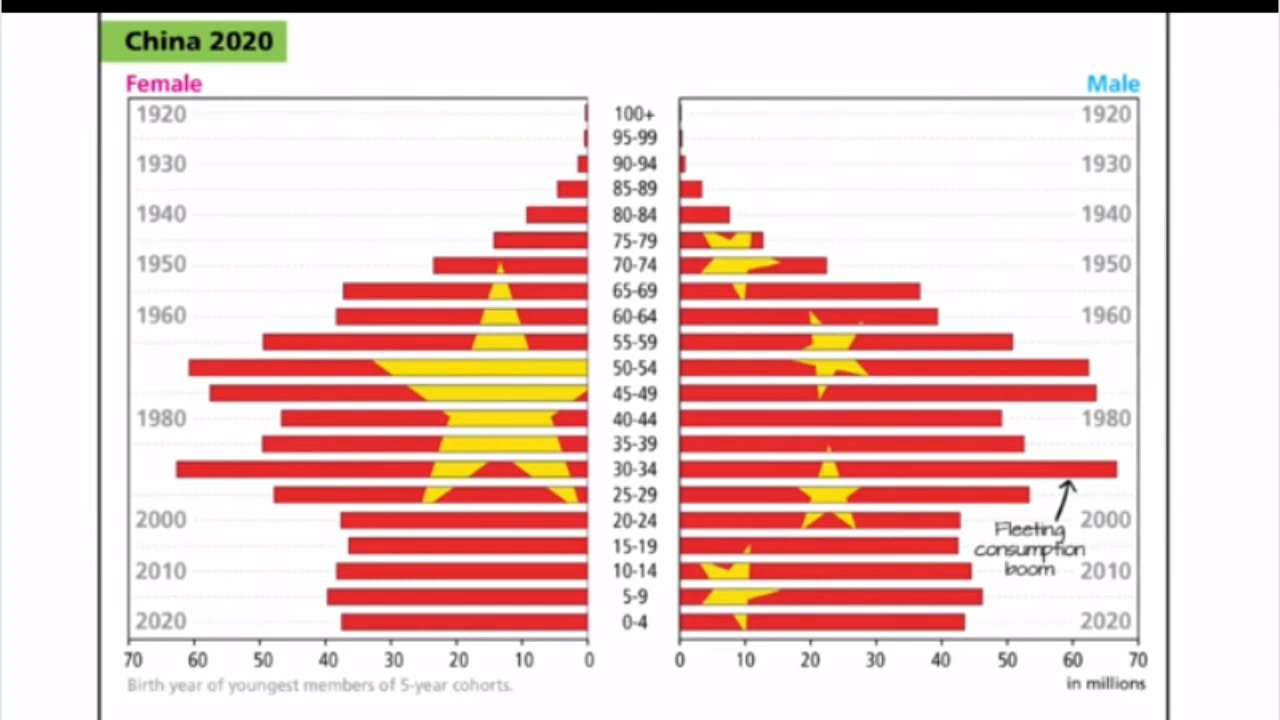 China 2020
Female
Male
1920 100+ 1920
95-99
1930 90-94 1930
85-89
1940 80-84 1940
75-79
1950 70-74 1950
65-69
1960 60-64 1960
55-59
50-54
45-49
1980 40-44 1980
35-39
30-34
25-29
2000 20-24 2000
Fleeting
15-19
consumption
boom
2010 10-14 2010
5-9
2020 0-4 2020
70 60 50 40 30 20 10 0 0 10 20 30 40 50 60 70
Birth year of youngest members of 5-year cohorts.
in millions